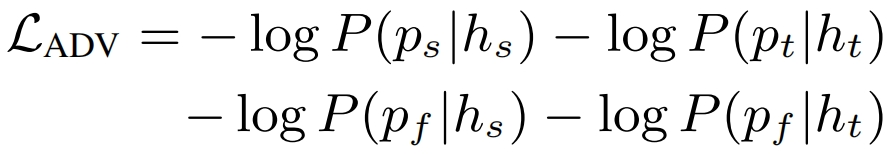 ℒ_ADV = − log P(p_s|h_s) − log P(p_t|h_t)
− log P(p_f|h_s) − log P(p_f|h_t)